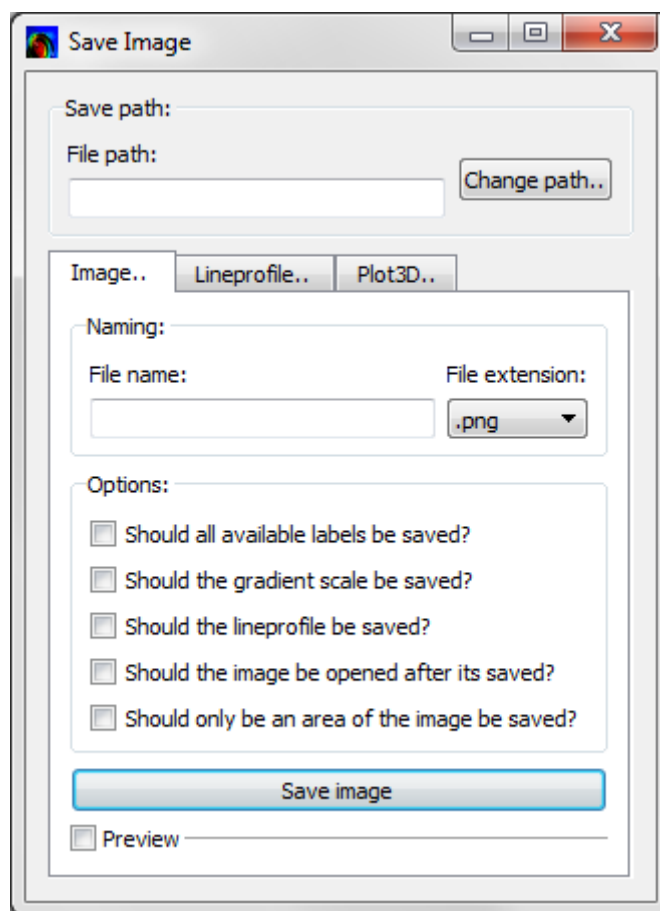 Save Image
Save path:
File path:
Change path..
Image.. Lineprofile.. Plot3D..
Naming:
File name: File extension:
.png
Options:
Should all available labels be saved?
Should the gradient scale be saved?
Should the lineprofile be saved?
Should the image be opened after its saved?
Should only be an area of the image be saved?
Save image
Preview